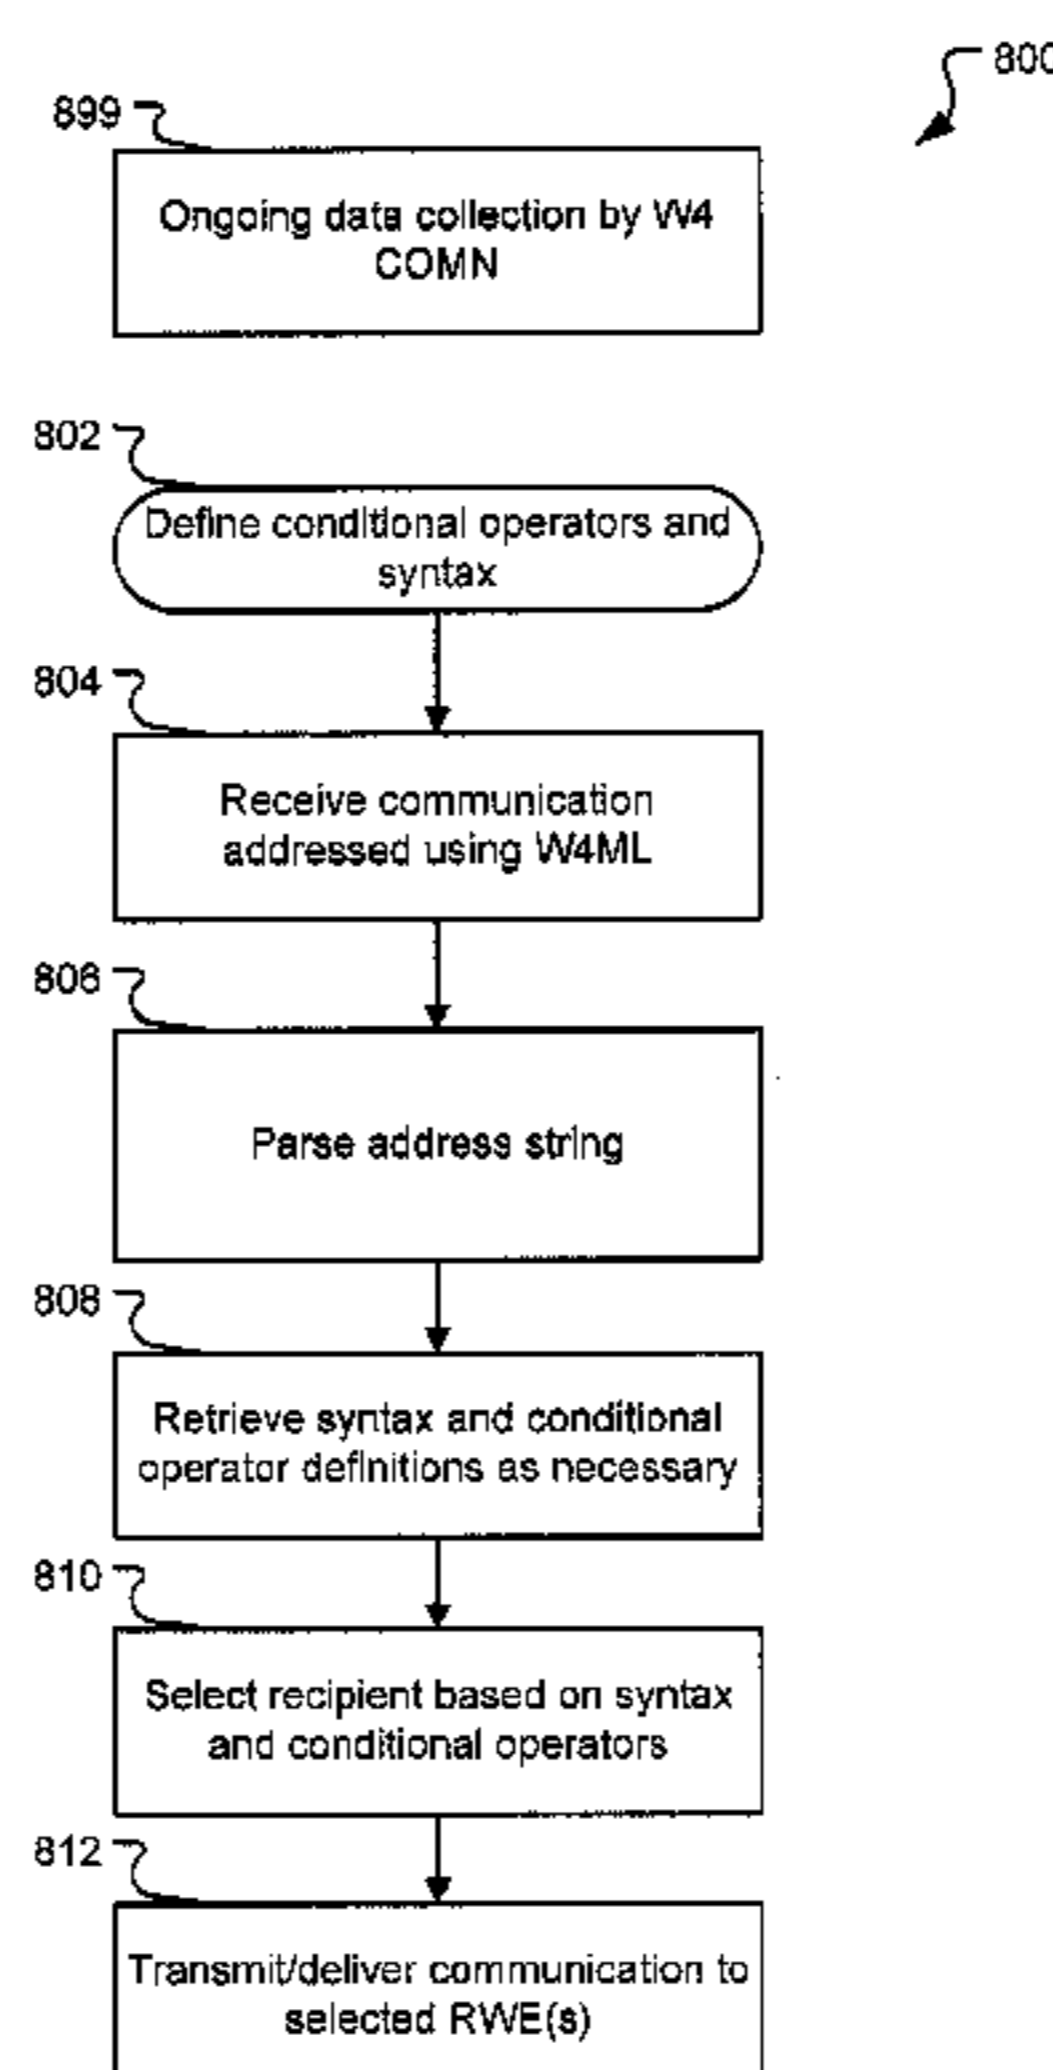 800
899
Ongoing data collection by W4
COMN
802
Define conditional operators and
syntax
804
Receive communication
addressed using W4ML
806
Parse address string
808
Retrieve syntax and conditional
operator definitions as necessary
810
Select recipient based on syntax
and conditional operators
812
Transmit/deliver communication to
selected RWE(s)